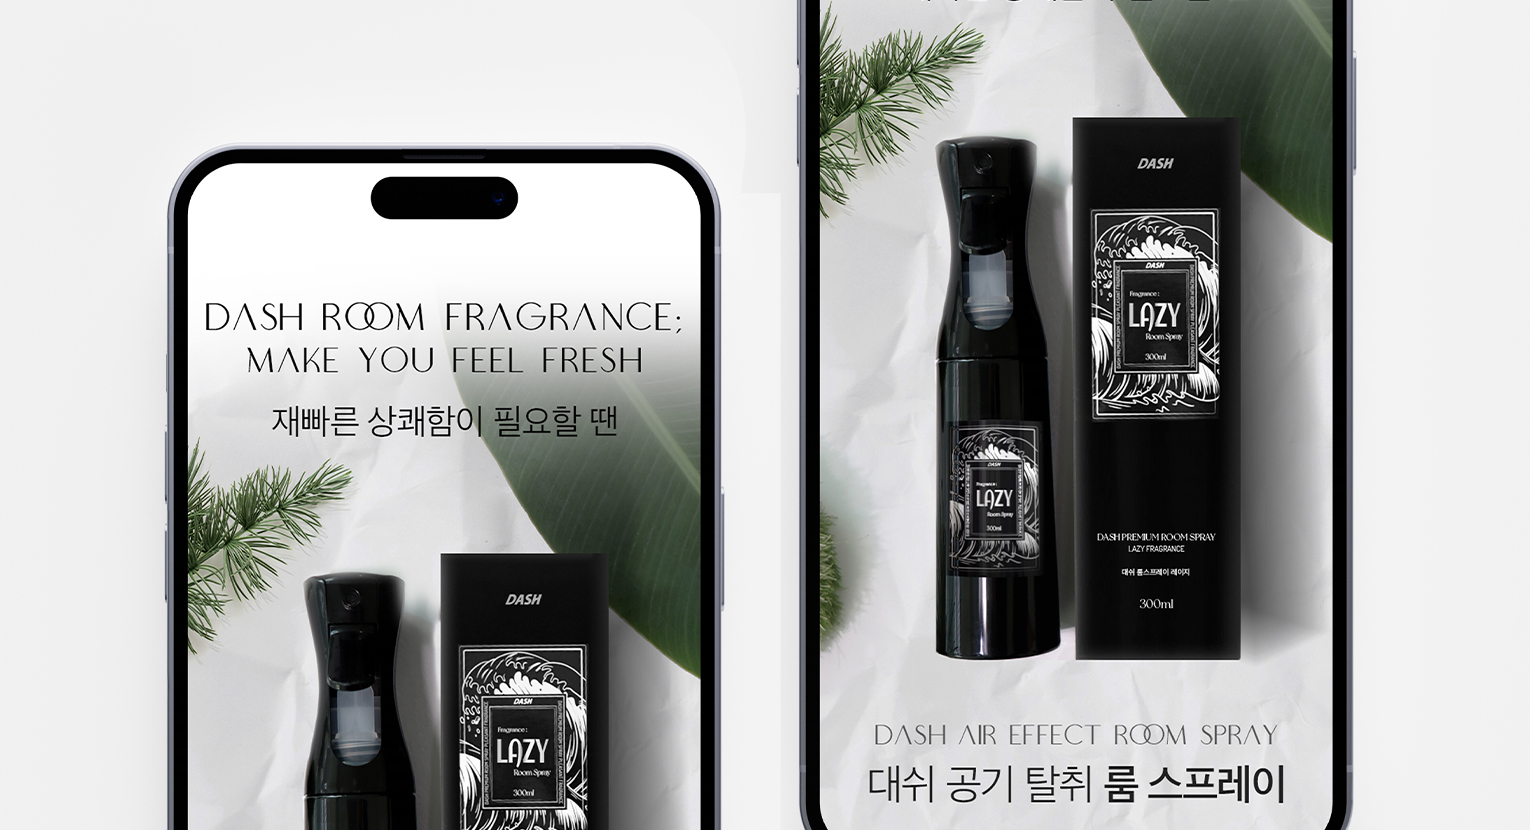 DASH ROOM FRAGRANCE;
MAKE YOU FEEL FRESH
재빠른 상쾌함이 필요할 땐
DASH
DASH
Fragrance :
LAZY
Room Spray
300ml
DASH
DASH
Fragrance :
LAZY
Room Spray
300ml
DASH
Fragrance :
LAZY
Room Spray
300ml
DASH PREMIUM ROOM SPRAY
LAZY FRAGRANCE
대쉬 룸스프레이 레이지
300ml
DASH AIR EFFECT ROOM SPRAY
대쉬 공기 탈취 룸 스프레이